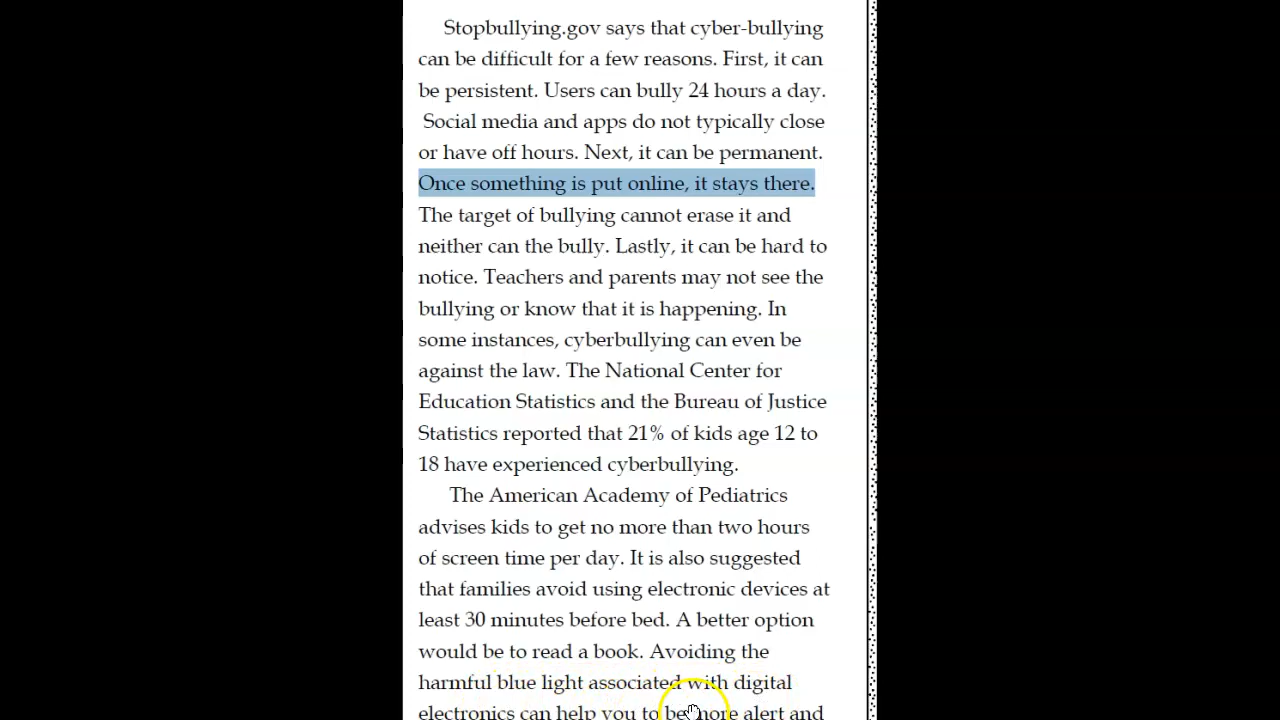 Stopbullying.gov says that cyber-bullying
can be difficult for a few reasons. First, it can
be persistent. Users can bully 24 hours a day.
Social media and apps do not typically close
or have off hours. Next, it can be permanent.
Once something is put online, it stays there.
The target of bullying cannot erase it and
neither can the bully. Lastly, it can be hard to
notice. Teachers and parents may not see the
bullying or know that it is happening. In
some instances, cyberbullying can even be
against the law. The National Center for
Education Statistics and the Bureau of Justice
Statistics reported that 21% of kids age 12 to
18 have experienced cyberbullying.
The American Academy of Pediatrics
advises kids to get no more than two hours
of screen time per day. It is also suggested
that families avoid using electronic devices at
least 30 minutes before bed. A better option
would be to read a book. Avoiding the
harmful blue light associated with digital
electronics can help you to be more alert and